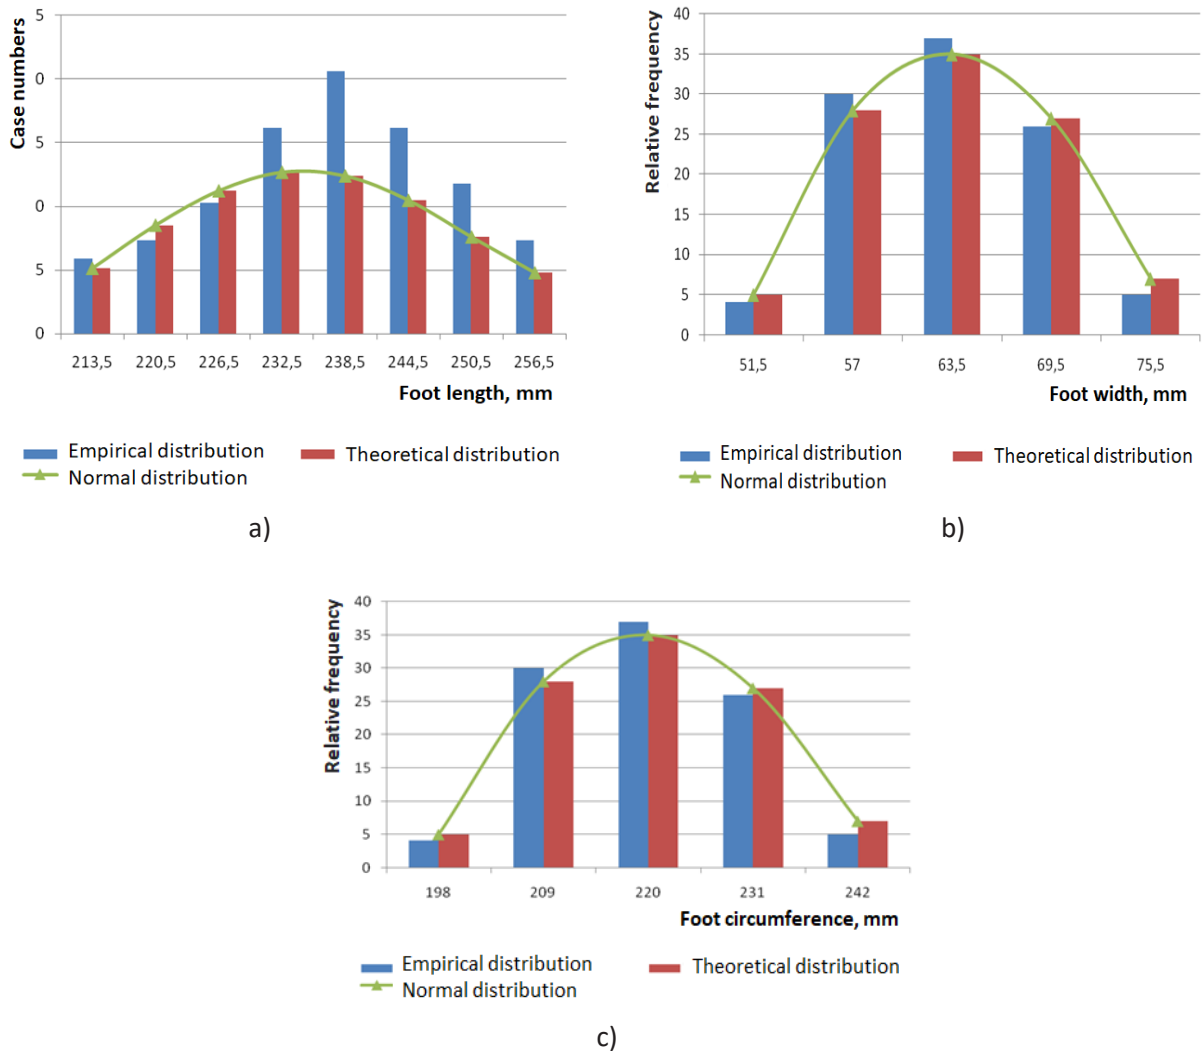 Case numbers
5
0
5
0
5
0
213,5 220,5 226,5 232,5 238,5 244,5 250,5 256,5
Foot length, mm
Empirical distribution
Theoretical distribution
Normal distribution
a)
Relative frequency
40
35
30
25
20
15
10
5
0
51,5 57 63,5 69,5 75,5
Foot width, mm
Empirical distribution
Theoretical distribution
Normal distribution
b)
Relative frequency
40
35
30
25
20
15
10
5
0
198 209 220 231 242
Foot circumference, mm
Empirical distribution
Theoretical distribution
Normal distribution
c)